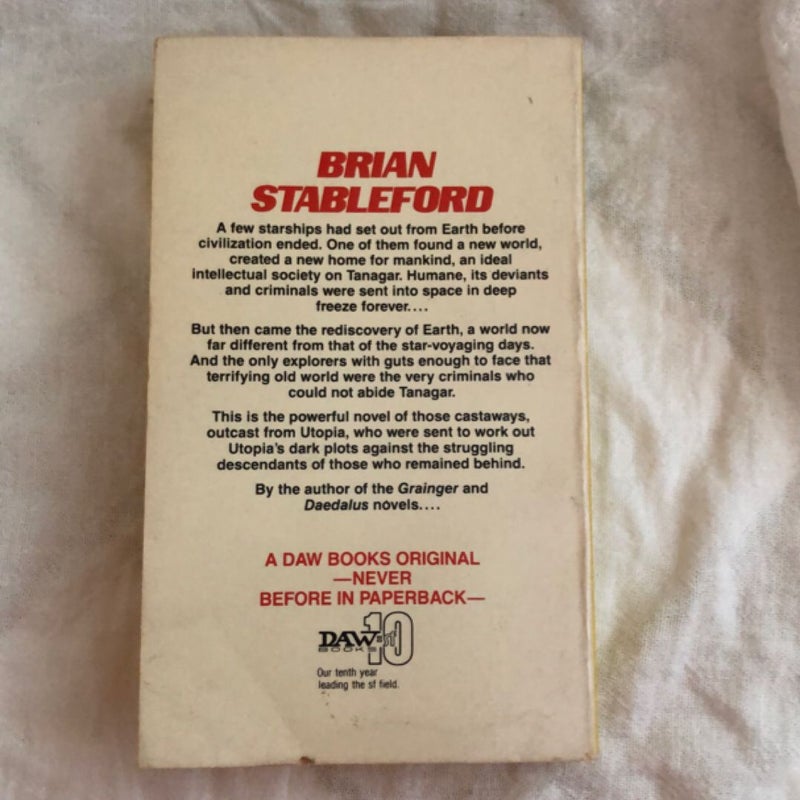 BRIAN
STABLEFORD
A few starships had set out from Earth before
civilization ended. One of them found a new world,
created a new home for mankind, an ideal
intellectual society on Tanagar. Humane, its deviants
and criminals were sent into space in deep
freeze forever....
But then came the rediscovery of Earth, a world now
far different from that of the star-voyaging days.
And the only explorers with guts enough to face that
terrifying old world were the very criminals who
could not abide Tanagar.
This is the powerful novel of those castaways,
outcast from Utopia, who were sent to work out
Utopia's dark plots against the struggling
descendants of those who remained behind.
By the author of the Grainger and
Daedalus novels....
A DAW BOOKS ORIGINAL
—NEVER
BEFORE IN PAPERBACK—
DAW sf 10
BOOKS
Our tenth year
leading the sf field.